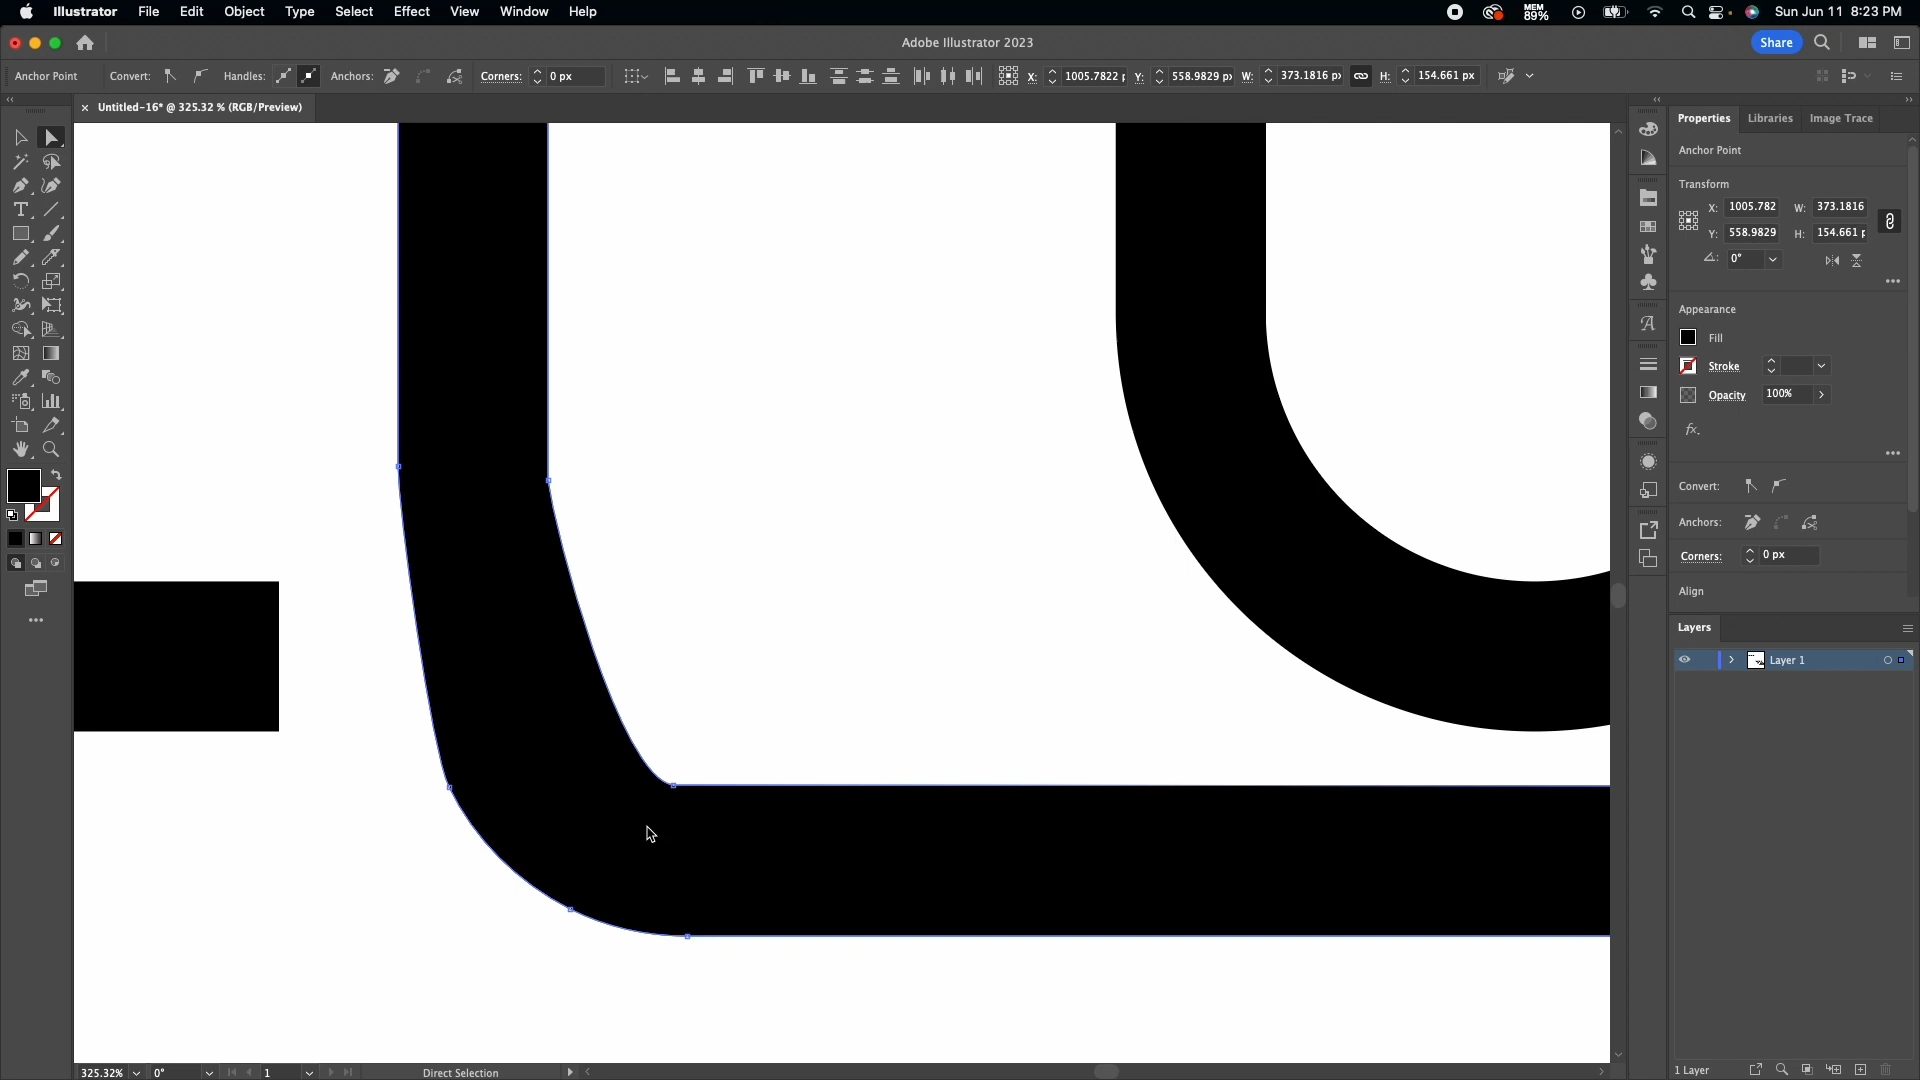 Illustrator File Edit Object Type Select Effect View Window Help MEM 89% Sun Jun 11 8:23 PM
Adobe Illustrator 2023 Share
Anchor Point Convert: Handles: Anchors: Corners: 0 px X: 1005.7822 p Y: 558.9829 px W: 373.1816 px H: 154.661 px
× Untitled-16* @ 325.32 % (RGB/Preview)
Properties Libraries Image Trace
Anchor Point
Transform
X: 1005.782 W: 373.1816
Y: 558.9829 H: 154.661 p
0°
Appearance
Fill
Stroke
Opacity 100%
fx.
Convert:
Anchors:
Corners: 0 px
Align
Layers
Layer 1
1 Layer
325.32% 0° 1 Direct Selection